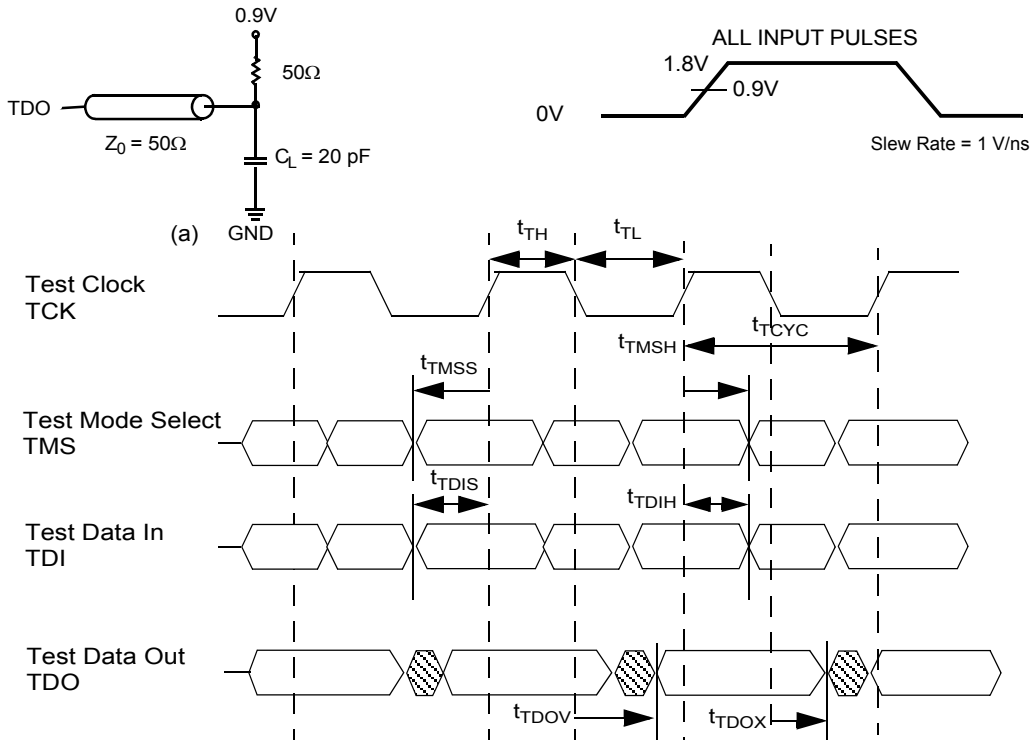 0.9V
50Ω
TDO
Z0 = 50Ω
CL = 20 pF
(a)
GND
ALL INPUT PULSES
1.8V
0.9V
0V
Slew Rate = 1 V/ns
tTH
tTL
Test Clock
TCK
tTCYC
tTMSH
tTMSS
Test Mode Select
TMS
tTDIS
tTDIH
Test Data In
TDI
Test Data Out
TDO
tTDOV
tTDOX